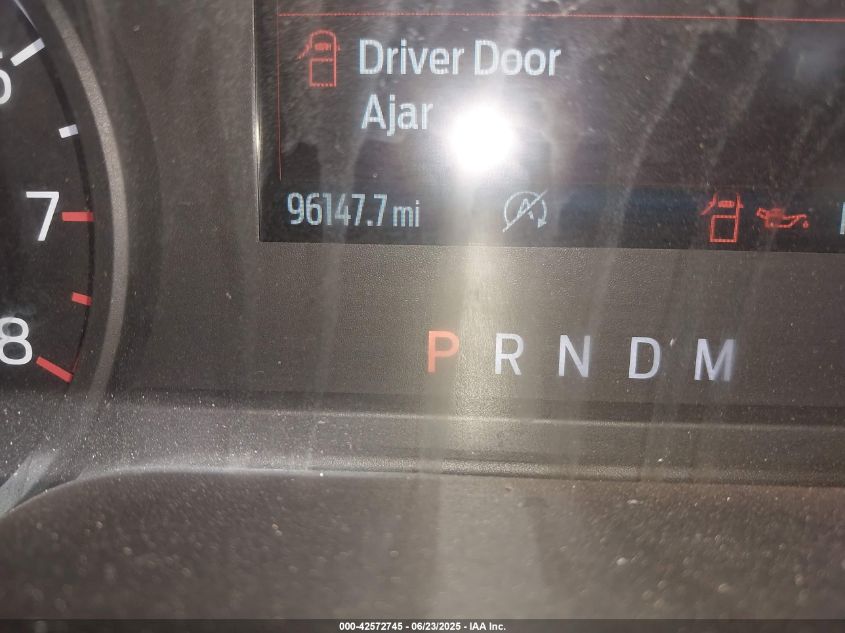 Driver Door
Ajar
96147.7 mi
7
8
P R N D M
000-42572745 - 06/23/2025 - IAA Inc.